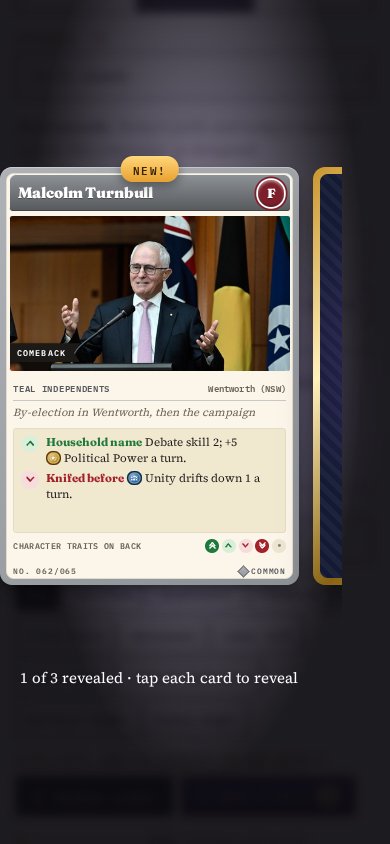 NEW!
Malcolm Turnbull
F
COMEBACK
TEAL INDEPENDENTS
Wentworth (NSW)
By-election in Wentworth, then the campaign
Household name Debate skill 2; +5
Political Power a turn.
Knifed before Unity drifts down 1 a
turn.
CHARACTER TRAITS ON BACK
NO. 062/065
COMMON
1 of 3 revealed · tap each card to reveal